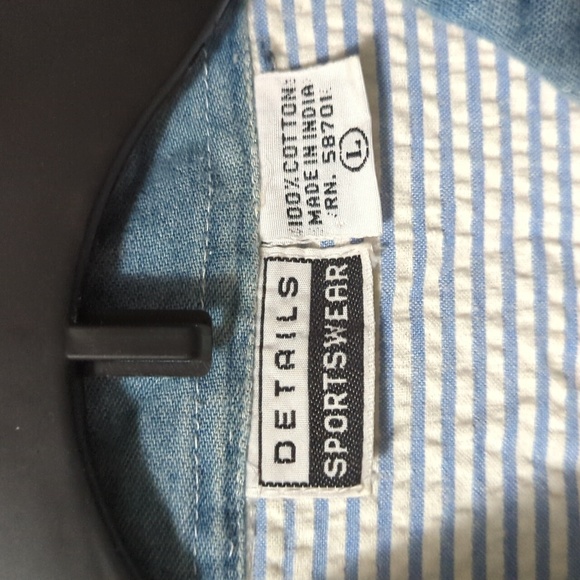 100% COTTON
MADE IN INDIA
RN. 58701
L
DETAILS
SPORTSWEAR